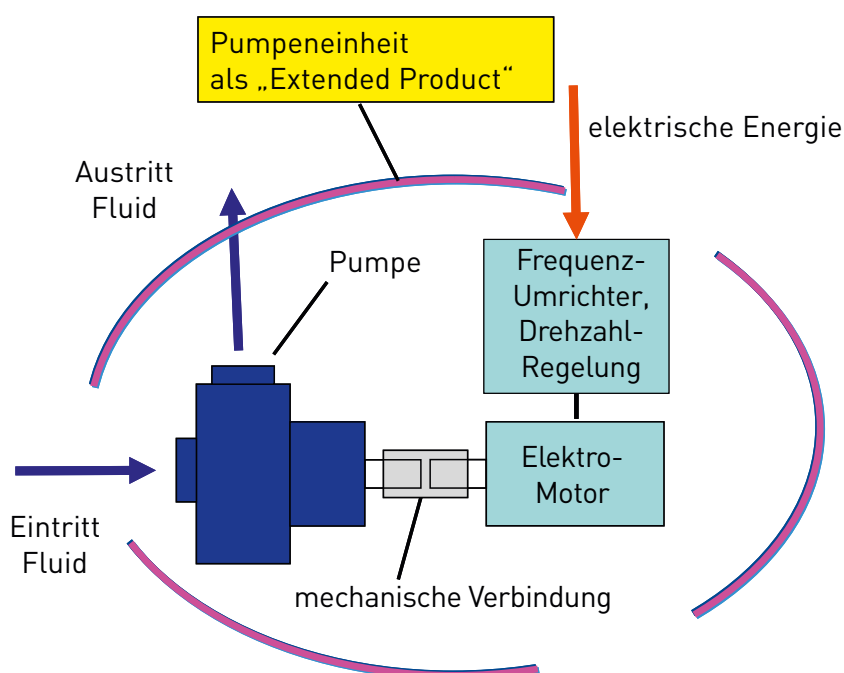 Pumpeneinheit
als „Extended Product“
elektrische Energie
Austritt
Fluid
Pumpe
Frequenz-
Umrichter,
Drehzahl-
Regelung
Elektro-
Motor
Eintritt
Fluid
mechanische Verbindung